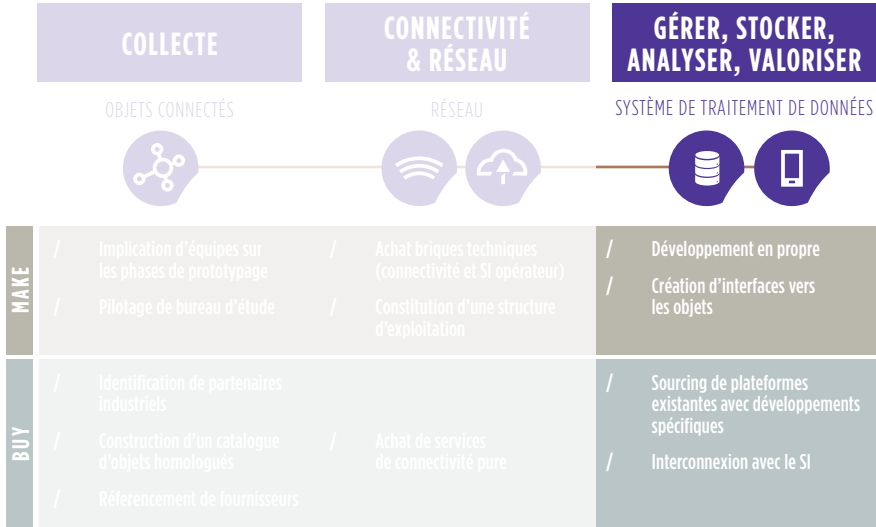 COLLECTE
CONNECTIVITÉ
& RÉSEAU
GÉRER, STOCKER,
ANALYSER, VALORISER
OBJETS CONNECTÉS
RÉSEAU
SYSTÈME DE TRAITEMENT DE DONNÉES
MAKE
/ Implication d'équipes sur
les phases de prototypage
/ Pilotage de bureau d'étude
/ Achat briques techniques
(connectivité et SI opérateur)
/ Constitution d'une structure
d'exploitation
/ Développement en propre
/ Création d'interfaces vers
les objets
BUY
/ Identification de partenaires
industriels
/ Construction d'un catalogue
d'objets homologués
/ Réferencement de fournisseurs
/ Achat de services
de connectivité pure
/ Sourcing de plateformes
existantes avec développements
spécifiques
/ Interconnexion avec le SI